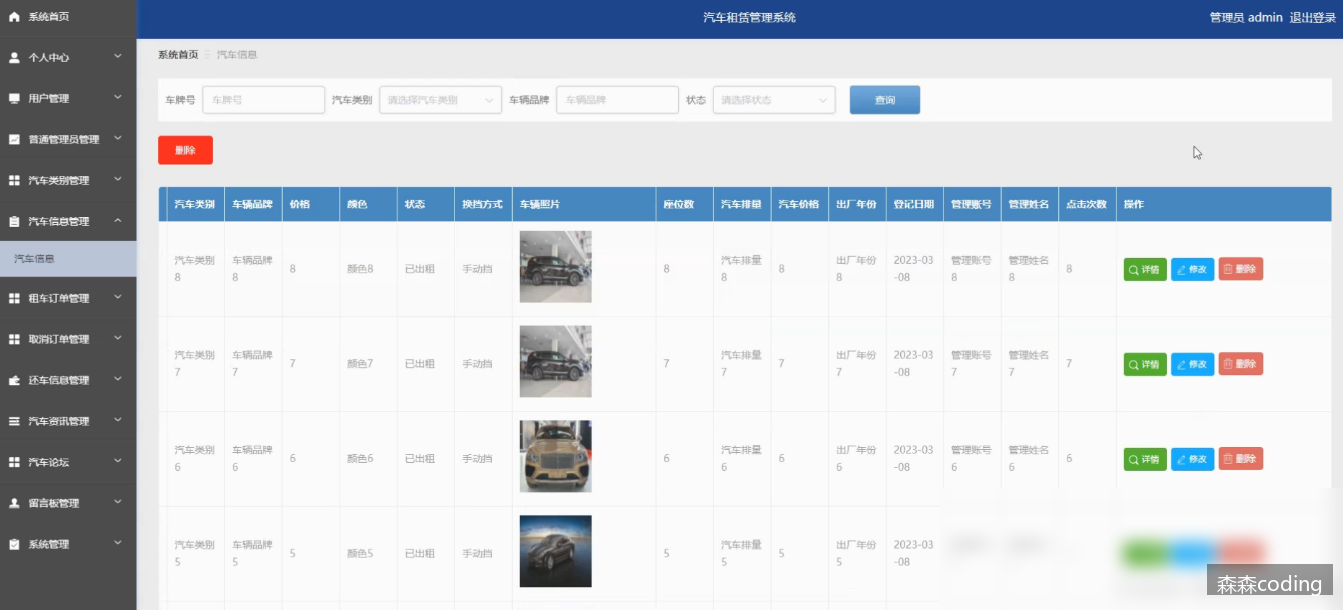 汽车租赁管理系统
管理员 admin 退出登录
系统首页
个人中心
用户管理
普通管理员管理
汽车类别管理
汽车信息管理
汽车信息
租车订单管理
取消订单管理
还车信息管理
汽车资讯管理
汽车论坛
留言板管理
系统管理
系统首页 汽车信息
车牌号 车牌号 汽车类别 请选择汽车类别 车辆品牌 车辆品牌 状态 请选择状态 查询
删除
汽车类别 车辆品牌 价格 颜色 状态 换挡方式 车辆照片 座位数 汽车排量 汽车价格 出厂年份 登记日期 管理账号 管理姓名 点击次数 操作
汽车类别 车辆品牌 汽车排量 出厂年份 2023-03 管理账号 管理姓名
8 颜色8 已出租 手动挡 8 8 8 详情 修改 删除
8 8 8 8 -08 8 8
汽车类别 车辆品牌 汽车排量 出厂年份 2023-03 管理账号 管理姓名
7 颜色7 已出租 手动挡 7 7 7 详情 修改 删除
7 7 7 7 -08 7 7
汽车类别 车辆品牌 汽车排量 出厂年份 2023-03 管理账号 管理姓名
6 颜色6 已出租 手动挡 6 6 6 详情 修改 删除
6 6 6 6 -08 6 6
汽车类别 车辆品牌 汽车排量 出厂年份 2023-03
5 颜色5 已出租 手动挡 5 5
5 5 5 5 -08
森森coding